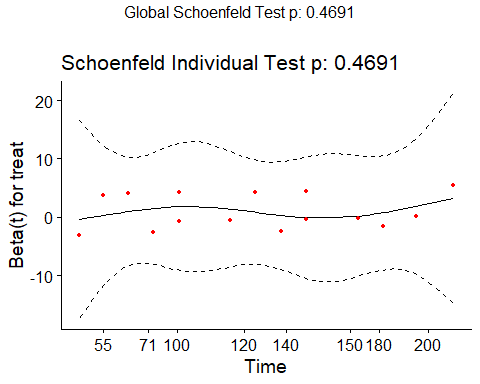 Global Schoenfeld Test p: 0.4691
Schoenfeld Individual Test p: 0.4691
Beta(t) for treat
20
10
0
-10
55 71 100 120 140 150 180 200
Time